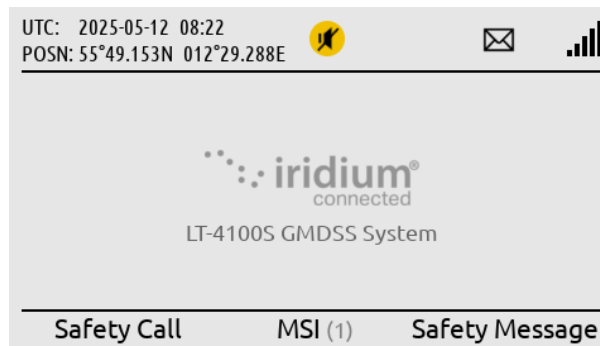 UTC: 2025-05-12 08:22
POSN: 55°49.153N 012°29.288E
iridium®
connected
LT-4100S GMDSS System
Safety Call MSI (1) Safety Message